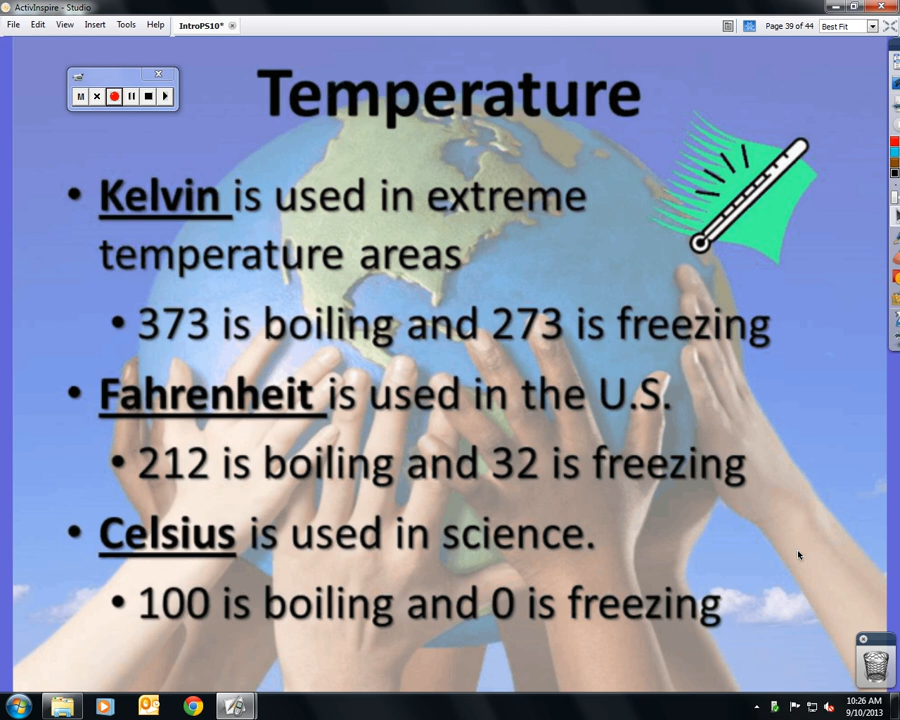 ActivInspire - Studio
File Edit View Insert Tools Help IntroPS10* Page 39 of 44 Best Fit
M
Temperature
• Kelvin is used in extreme
temperature areas
• 373 is boiling and 273 is freezing
• Fahrenheit is used in the U.S.
• 212 is boiling and 32 is freezing
• Celsius is used in science.
• 100 is boiling and 0 is freezing
10:26 AM
9/10/2013